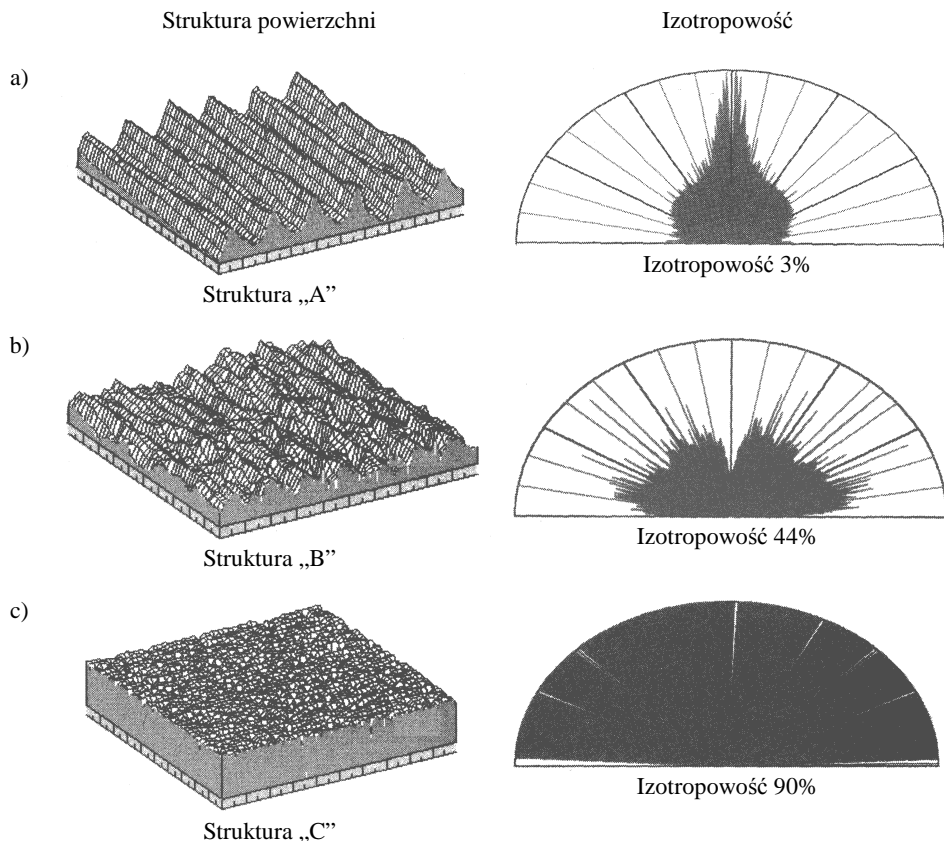 Struktura powierzchni
Izotropowość
a)
Struktura „A”
Izotropowość 3%
b)
Struktura „B”
Izotropowość 44%
c)
Struktura „C”
Izotropowość 90%